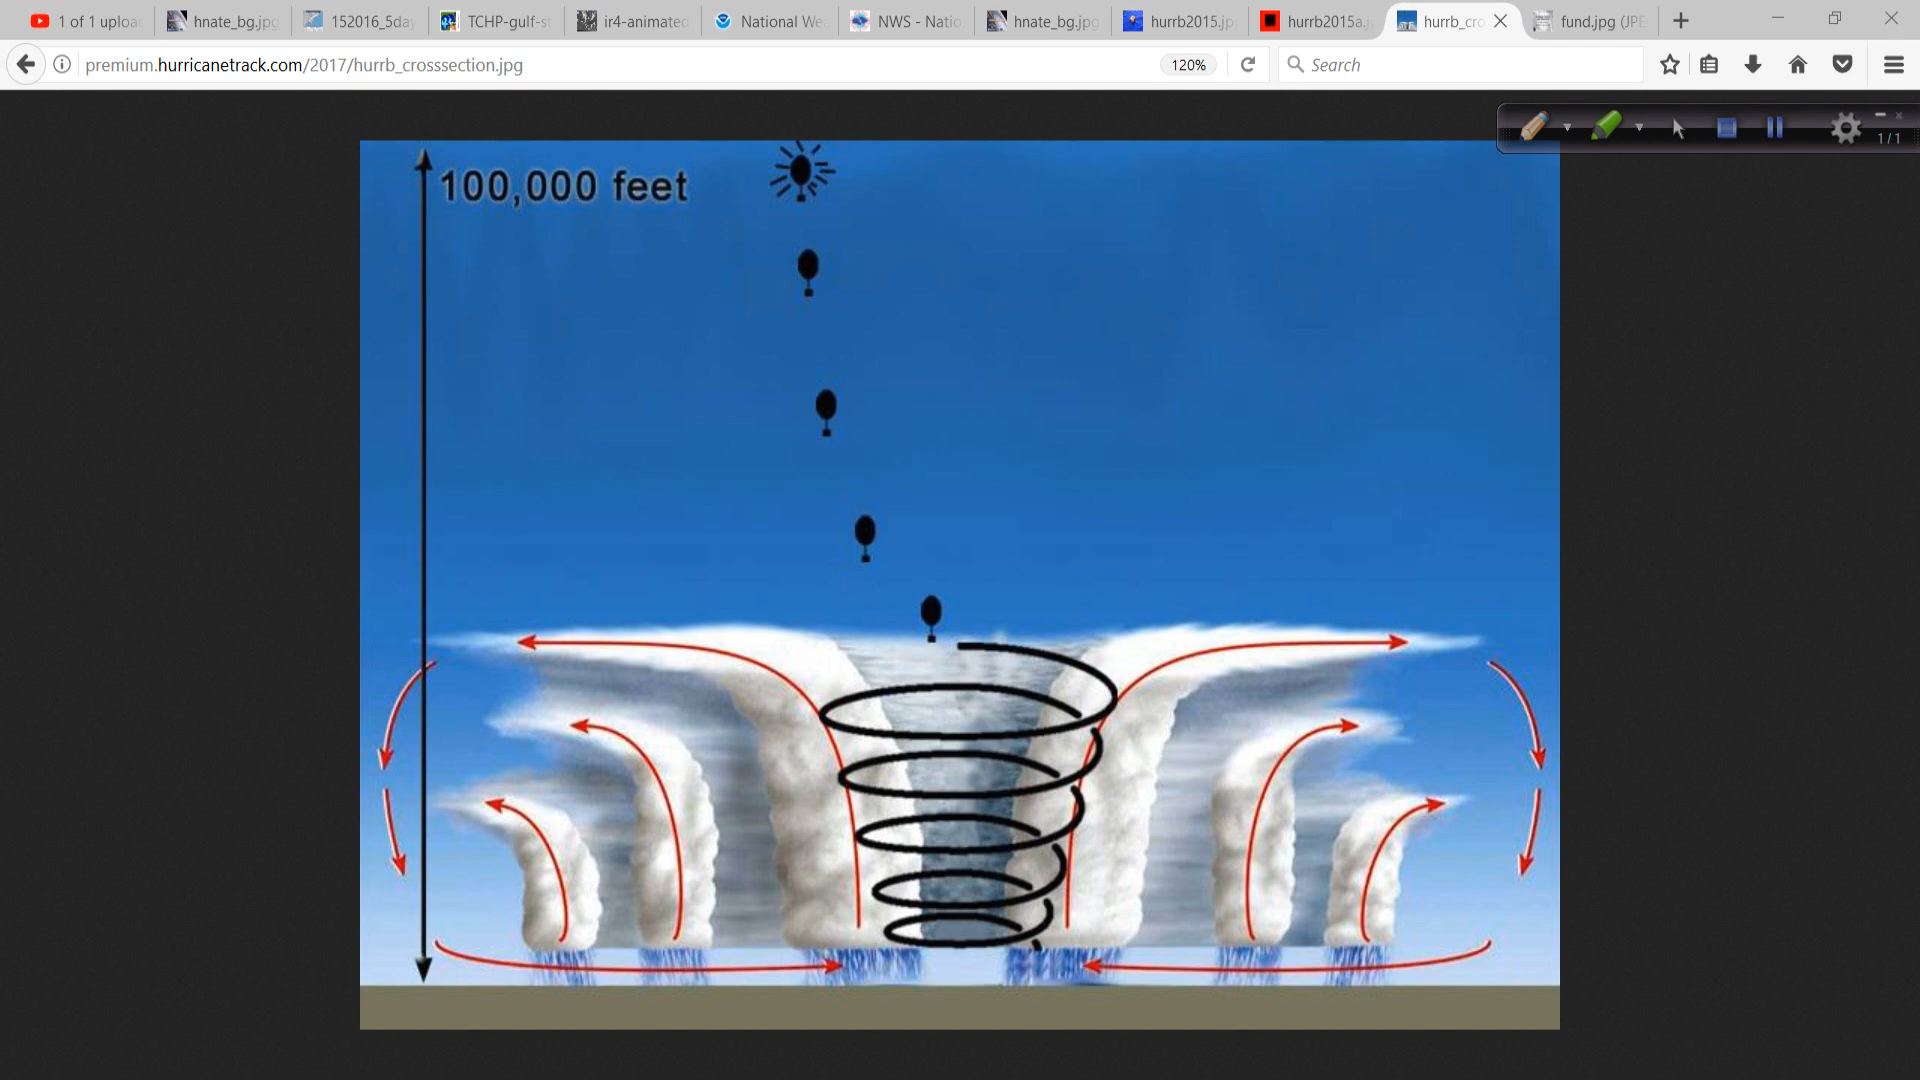 1 of 1 uploa
hnate_bg.jpg
152016_5day
TCHP-gulf-st
ir4-animated
National Wea
NWS - Natio
hnate_bg.jpg
hurrb2015.jp
hurrb2015a.j
hurrb_cro
fund.jpg (JPE
premium.hurricanetrack.com/2017/hurrb_crosssection.jpg
120%
Search
1/1
100,000 feet